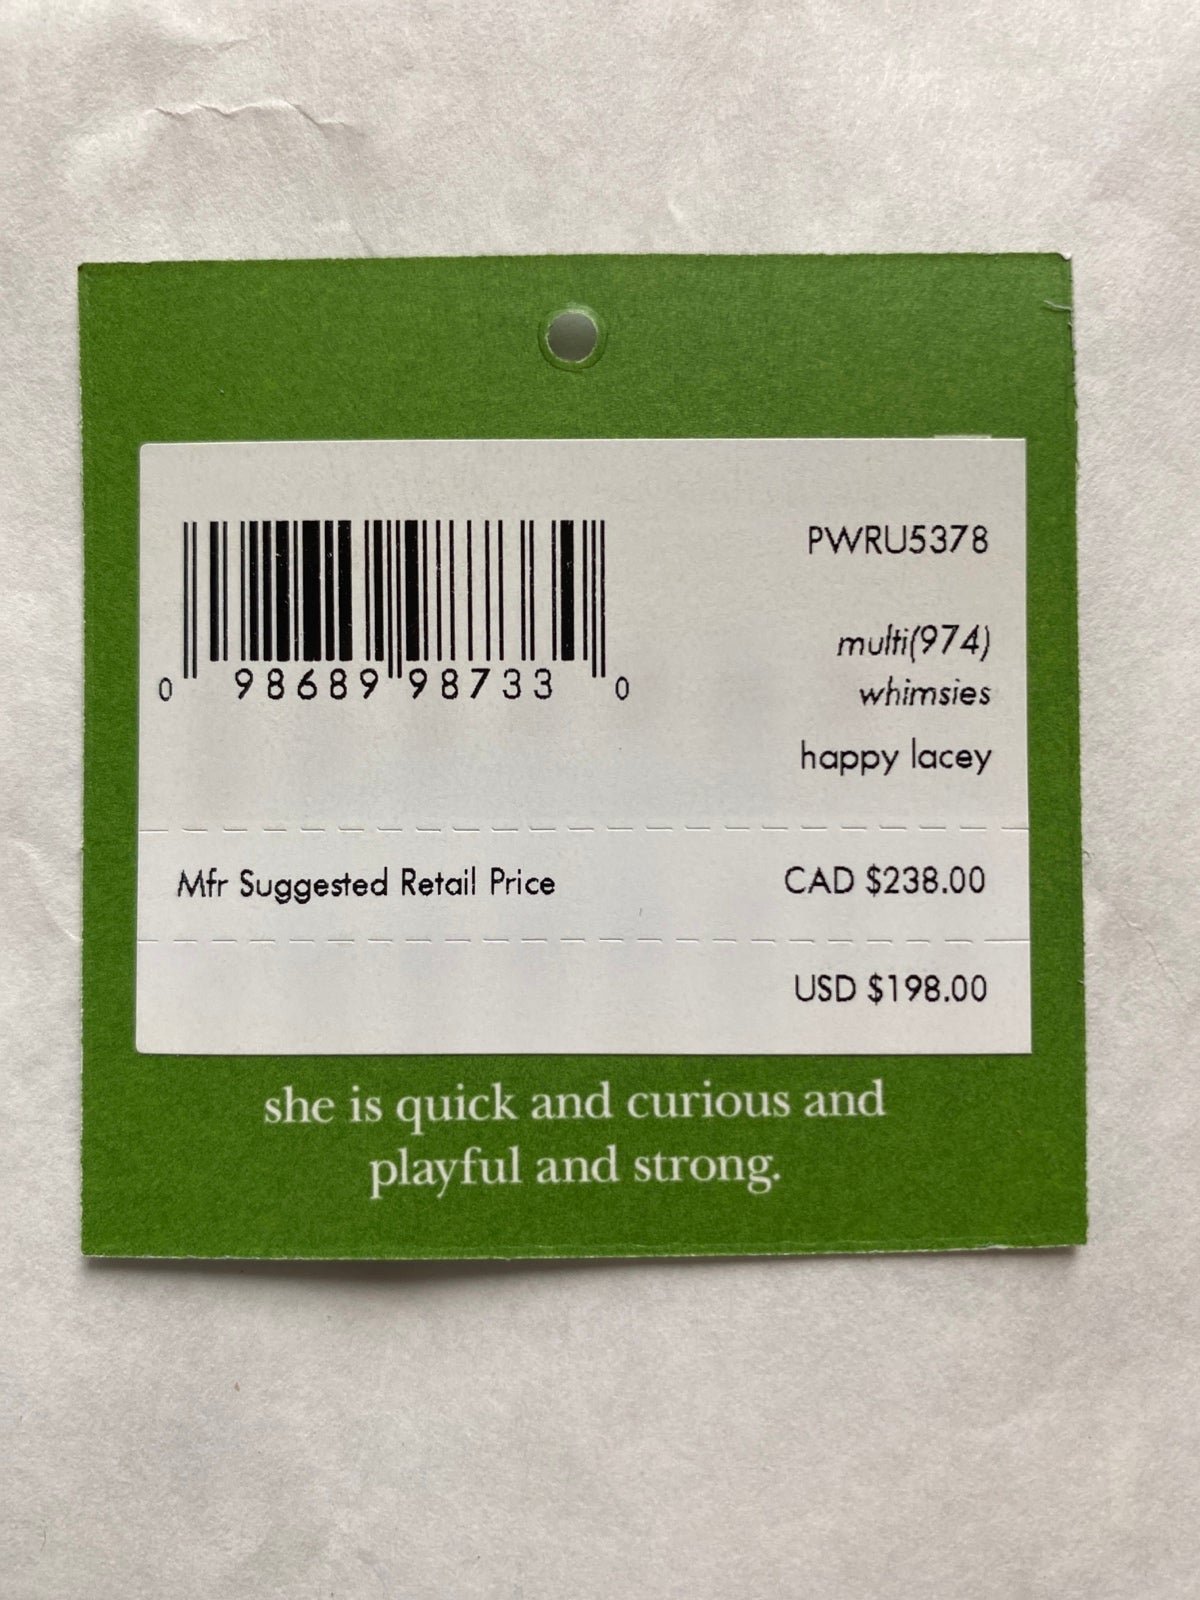 PWRU5378
multi(974)
whimsies
happy lacey
0 98689 98733 0
Mfr Suggested Retail Price CAD $238.00
USD $198.00
she is quick and curious and
playful and strong.